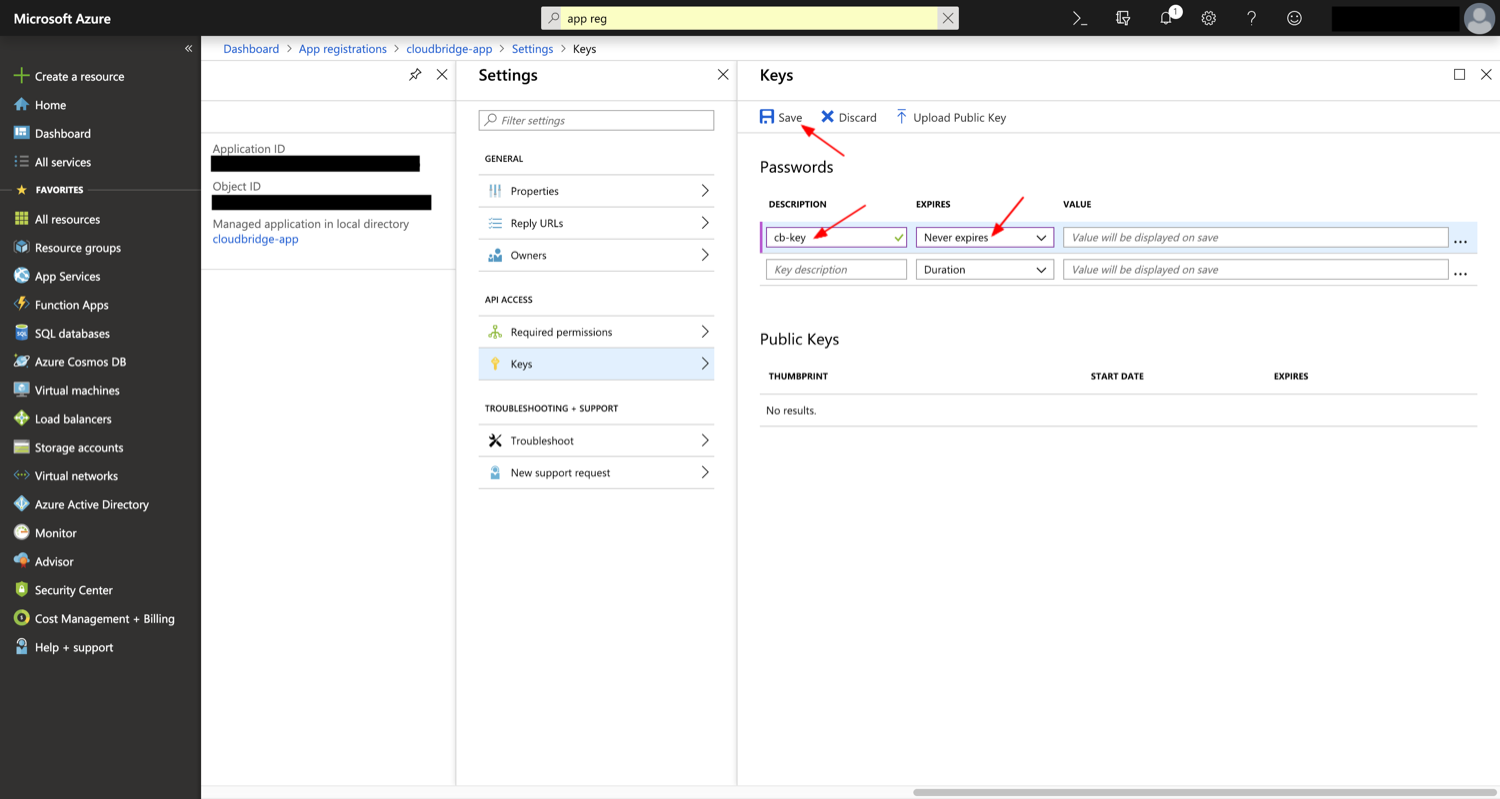 Microsoft Azure
app reg
1
Create a resource
Home
Dashboard
All services
FAVORITES
All resources
Resource groups
App Services
Function Apps
SQL databases
Azure Cosmos DB
Virtual machines
Load balancers
Storage accounts
Virtual networks
Azure Active Directory
Monitor
Advisor
Security Center
Cost Management + Billing
Help + support
Dashboard > App registrations > cloudbridge-app > Settings > Keys
Application ID
Object ID
Managed application in local directory
cloudbridge-app
Settings
Filter settings
GENERAL
Properties
Reply URLs
Owners
API ACCESS
Required permissions
Keys
TROUBLESHOOTING + SUPPORT
Troubleshoot
New support request
Keys
Save Discard Upload Public Key
Passwords
DESCRIPTION EXPIRES VALUE
cb-key Never expires Value will be displayed on save ...
Key description Duration Value will be displayed on save ...
Public Keys
THUMBPRINT START DATE EXPIRES
No results.